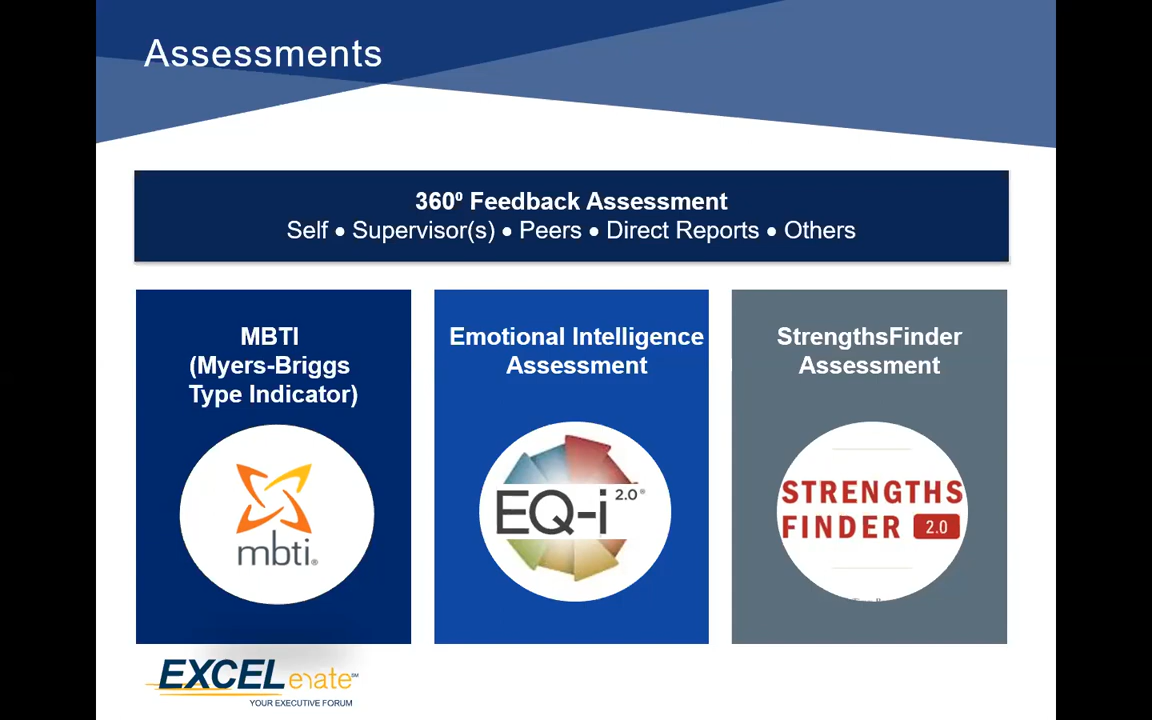 Assessments
360º Feedback Assessment
Self • Supervisor(s) • Peers • Direct Reports • Others
MBTI
(Myers-Briggs
Type Indicator)
mbti®
Emotional Intelligence
Assessment
EQ-i 2.0®
StrengthsFinder
Assessment
STRENGTHS
FINDER 2.0
EXCELerate℠
YOUR EXECUTIVE FORUM